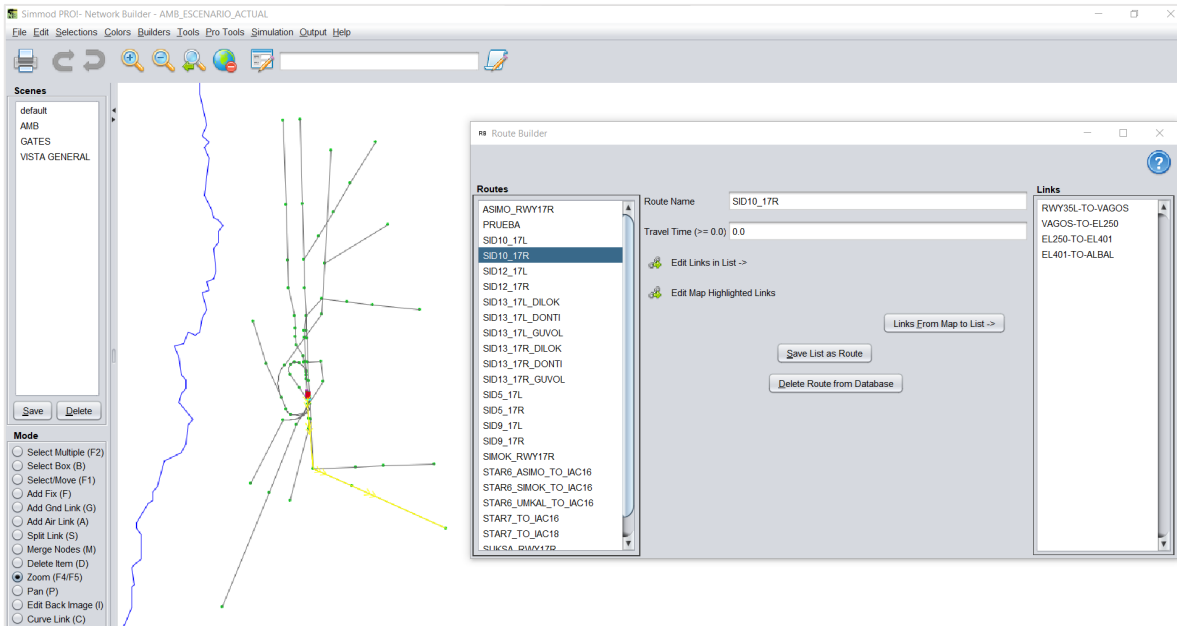 Simmod PRO!- Network Builder - AMB_ESCENARIO_ACTUAL
File Edit Selections Colors Builders Tools Pro Tools Simulation Output Help
Scenes
default
AMB
GATES
VISTA GENERAL
Save Delete
Mode
Select Multiple (F2)
Select Box (B)
Select/Move (F1)
Add Fix (F)
Add Gnd Link (G)
Add Air Link (A)
Split Link (S)
Merge Nodes (M)
Delete Item (D)
Zoom (F4/F5)
Pan (P)
Edit Back Image (I)
Curve Link (C)
RB Route Builder
?
Routes
ASIMO_RWY17R
PRUEBA
SID10_17L
SID10_17R
SID12_17L
SID12_17R
SID13_17L_DILOK
SID13_17L_DONTI
SID13_17L_GUVOL
SID13_17R_DILOK
SID13_17R_DONTI
SID13_17R_GUVOL
SID5_17L
SID5_17R
SID9_17L
SID9_17R
SIMOK_RWY17R
STAR6_ASIMO_TO_IAC16
STAR6_SIMOK_TO_IAC16
STAR6_UMKAL_TO_IAC16
STAR7_TO_IAC16
STAR7_TO_IAC18
SUKSA_RWY17R
Route Name SID10_17R
Travel Time (>= 0.0) 0.0
Edit Links in List ->
Edit Map Highlighted Links
Links From Map to List ->
Save List as Route
Delete Route from Database
Links
RWY35L-TO-VAGOS
VAGOS-TO-EL250
EL250-TO-EL401
EL401-TO-ALBAL